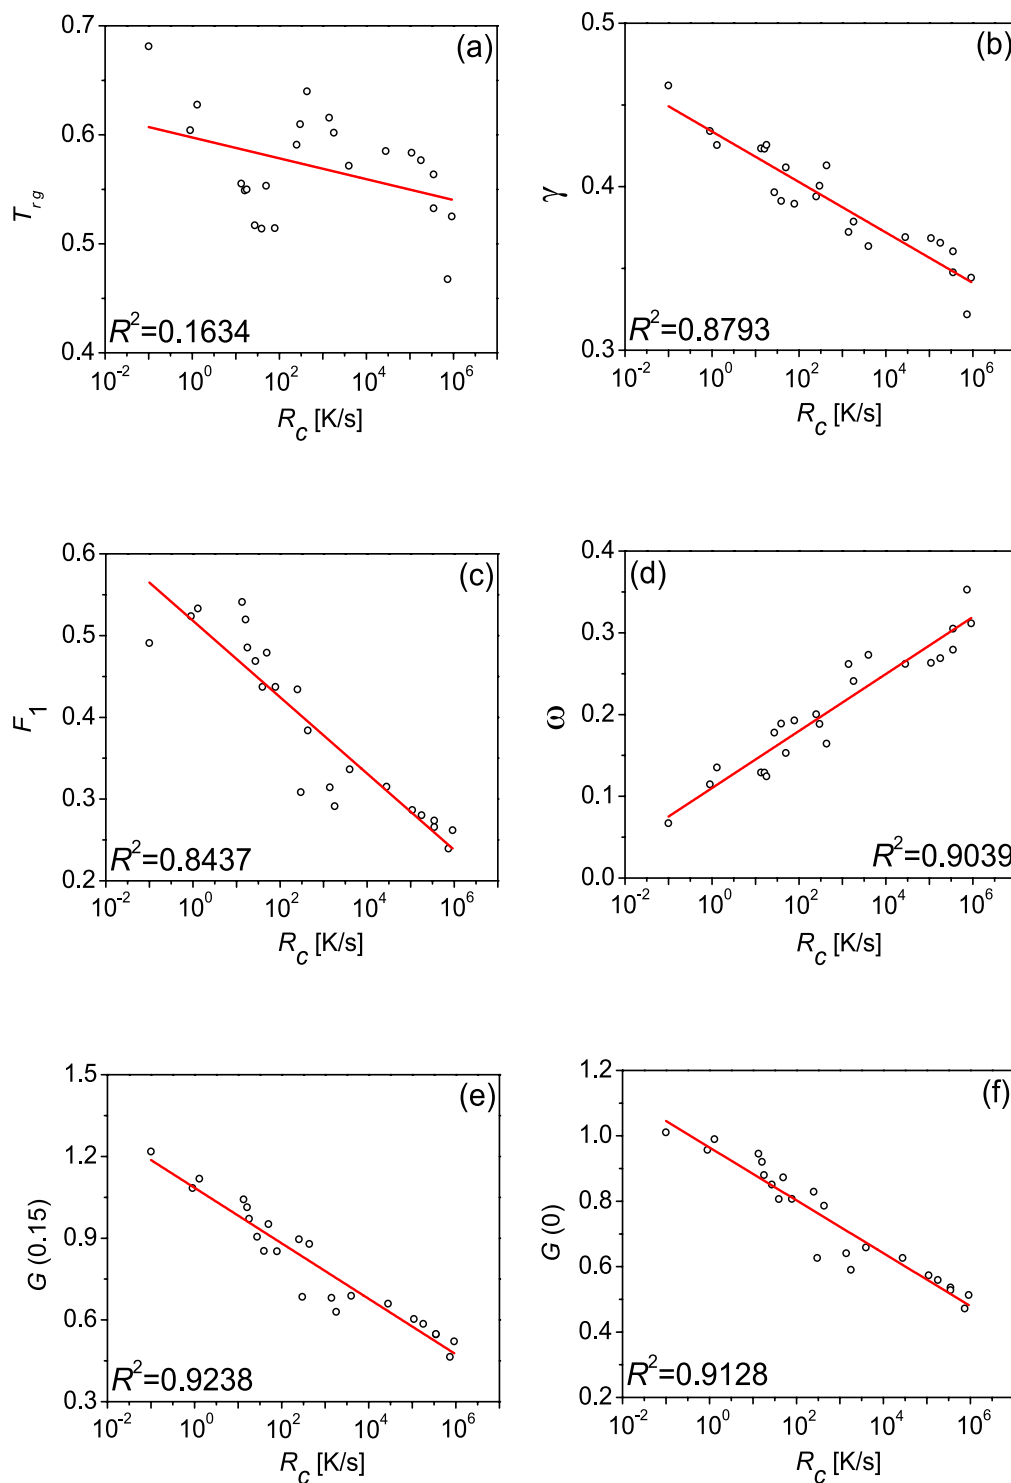 0.7
0.6
0.5
0.4
T_rg
(a)
R²=0.1634
10⁻² 10⁰ 10² 10⁴ 10⁶
R_c [K/s]
0.5
0.4
0.3
γ
(b)
R²=0.8793
10⁻² 10⁰ 10² 10⁴ 10⁶
R_c [K/s]
0.6
0.5
0.4
0.3
0.2
F₁
(c)
R²=0.8437
10⁻² 10⁰ 10² 10⁴ 10⁶
R_c [K/s]
0.4
0.3
0.2
0.1
0.0
ω
(d)
R²=0.9039
10⁻² 10⁰ 10² 10⁴ 10⁶
R_c [K/s]
1.5
1.2
0.9
0.6
0.3
G (0.15)
(e)
R²=0.9238
10⁻² 10⁰ 10² 10⁴ 10⁶
R_c [K/s]
1.2
1.0
0.8
0.6
0.4
0.2
G (0)
(f)
R²=0.9128
10⁻² 10⁰ 10² 10⁴ 10⁶
R_c [K/s]